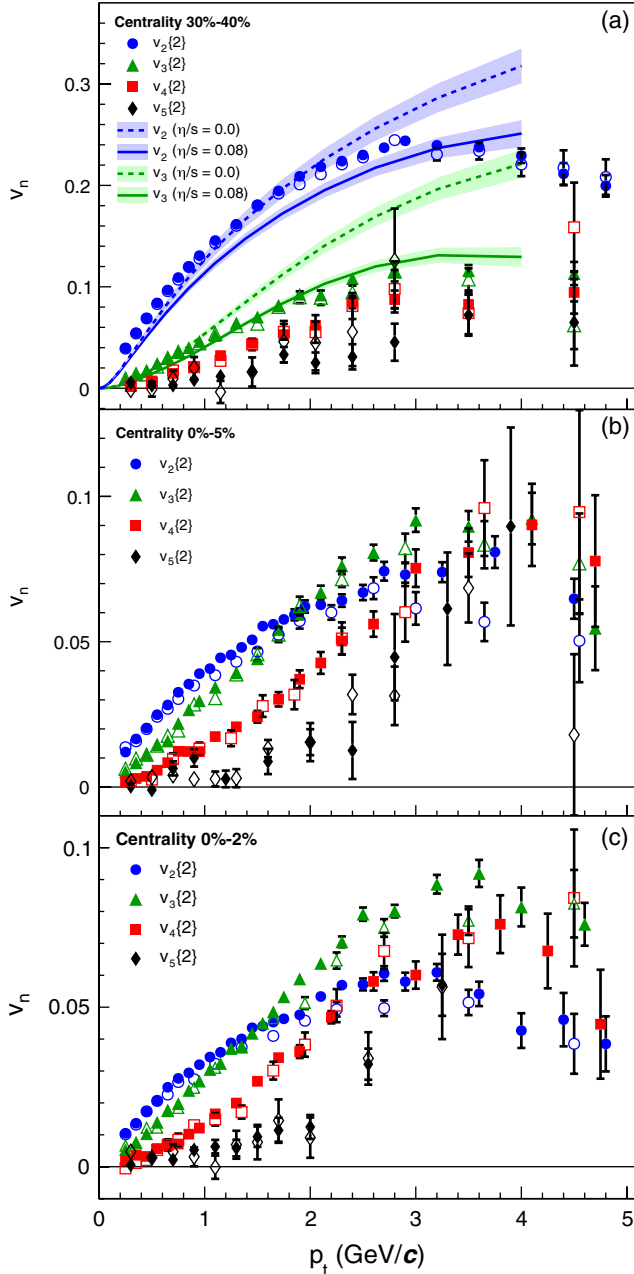 (a)
Centrality 30%-40%
v2{2}
v3{2}
v4{2}
v5{2}
v2 (η/s = 0.0)
v2 (η/s = 0.08)
v3 (η/s = 0.0)
v3 (η/s = 0.08)
0.3
0.2
0.1
0
vn
(b)
Centrality 0%-5%
v2{2}
v3{2}
v4{2}
v5{2}
0.1
0.05
0
vn
(c)
Centrality 0%-2%
v2{2}
v3{2}
v4{2}
v5{2}
0.1
0.05
0
vn
0 1 2 3 4 5
pt (GeV/c)